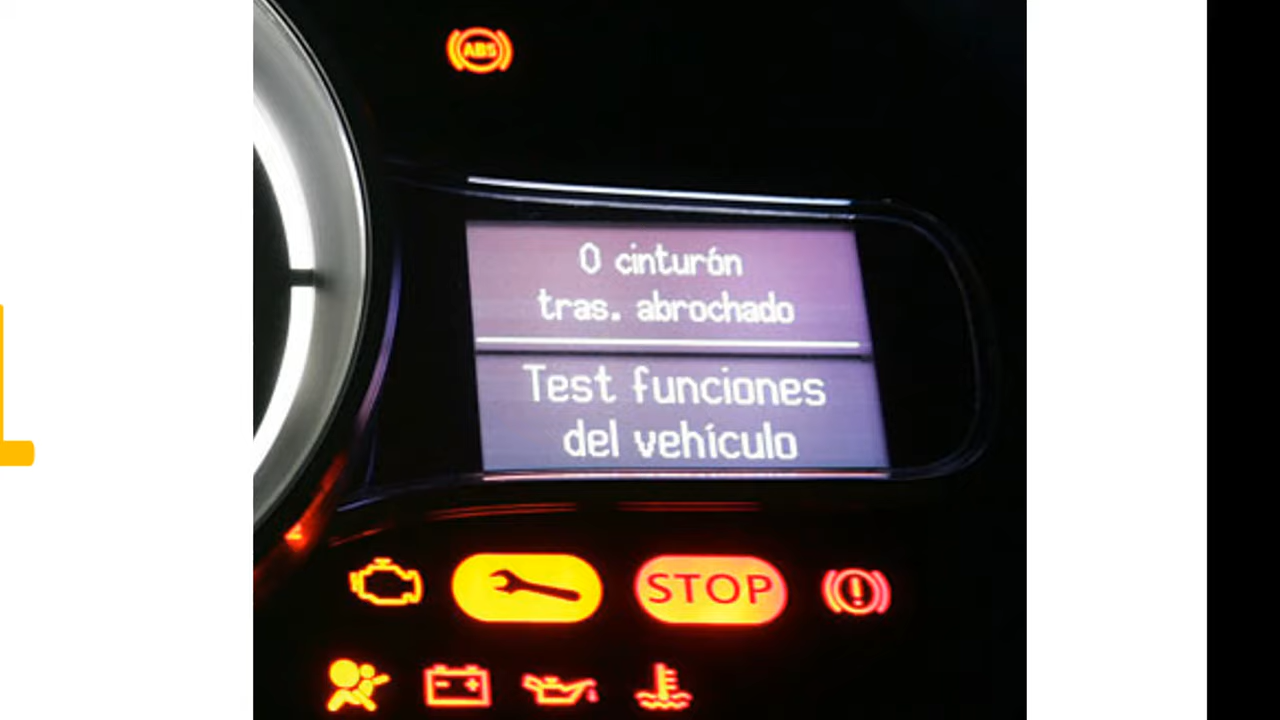 ABS
0 cinturón
tras. abrochado
Test funciones
del vehículo
STOP